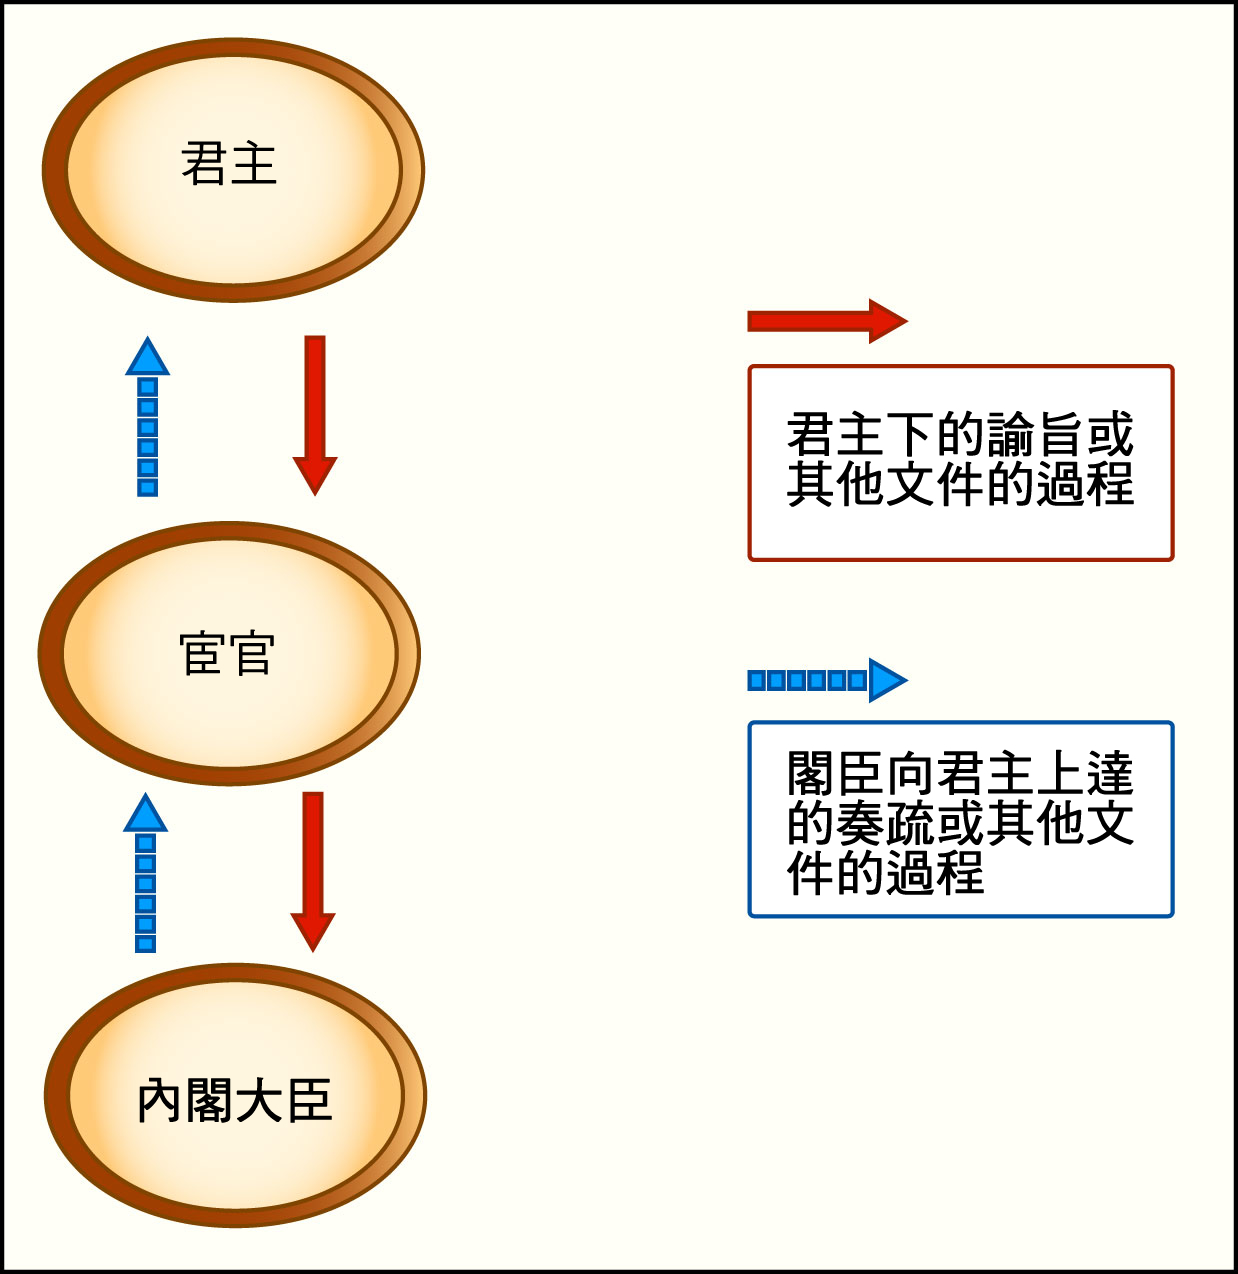 君主
君主下的諭旨或
其他文件的過程
宦官
閣臣向君主上達
的奏疏或其他文
件的過程
內閣大臣